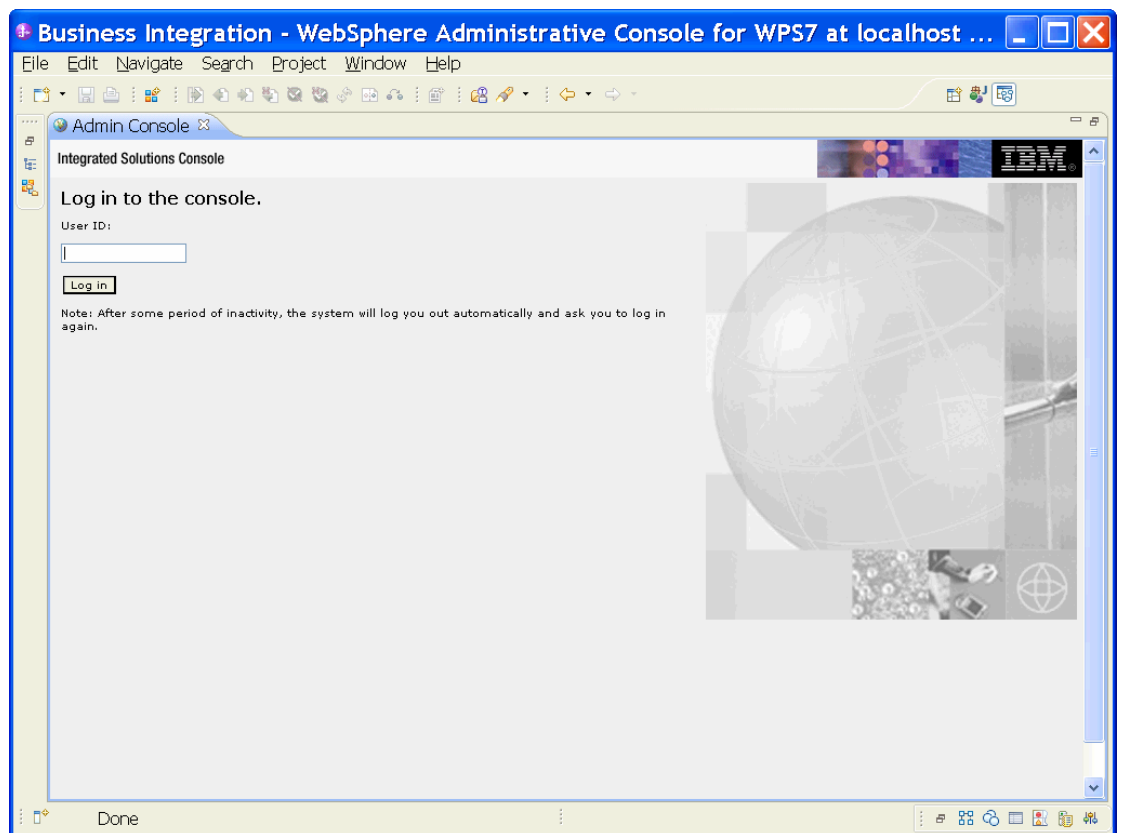 Business Integration - WebSphere Administrative Console for WPS7 at localhost ...
File Edit Navigate Search Project Window Help
Admin Console
Integrated Solutions Console
IBM®
Log in to the console.
User ID:
Log in
Note: After some period of inactivity, the system will log you out automatically and ask you to log in
again.
Done